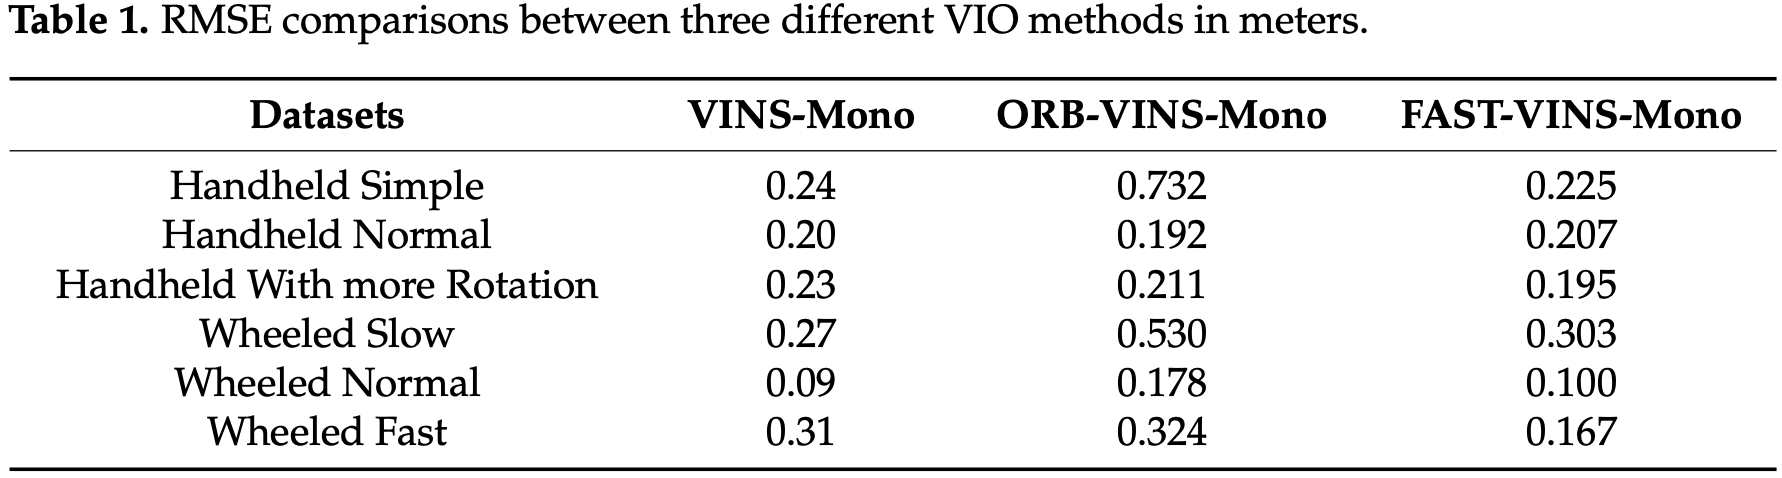 Table 1. RMSE comparisons between three different VIO methods in meters.
Datasets VINS-Mono ORB-VINS-Mono FAST-VINS-Mono
Handheld Simple 0.24 0.732 0.225
Handheld Normal 0.20 0.192 0.207
Handheld With more Rotation 0.23 0.211 0.195
Wheeled Slow 0.27 0.530 0.303
Wheeled Normal 0.09 0.178 0.100
Wheeled Fast 0.31 0.324 0.167